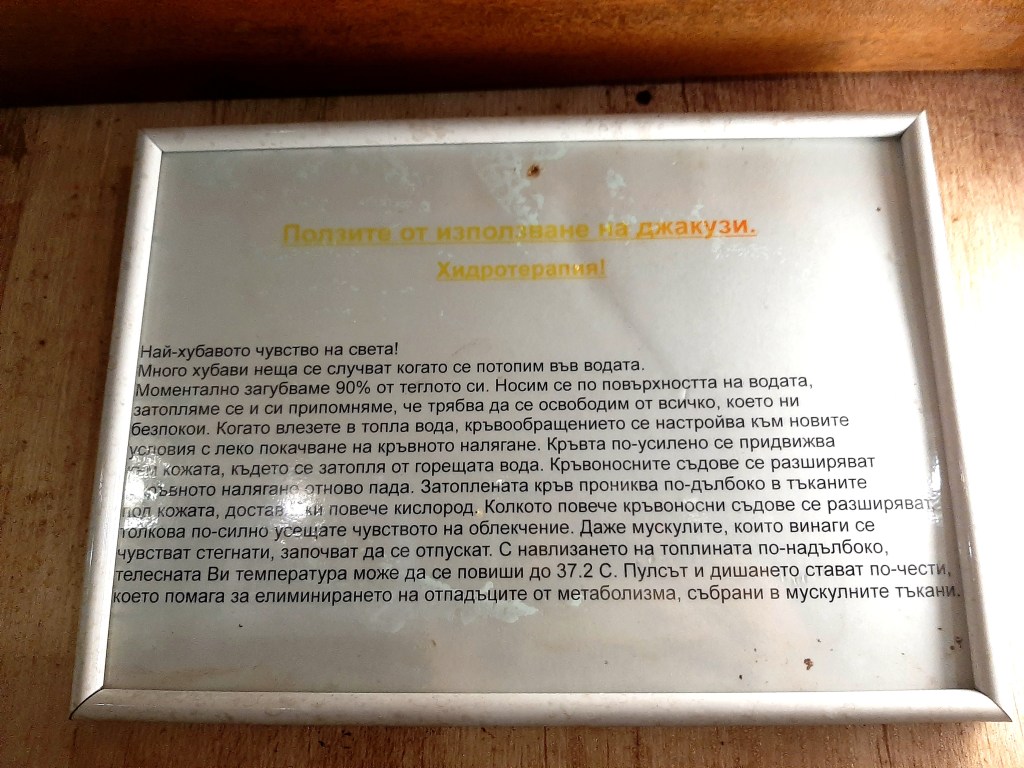 Ползите от използване на джакузи.
Хидротерапия!
Най-хубавото чувство на света!
Много хубави неща се случват когато се потопим във водата.
Моментално загубваме 90% от теглото си. Носим се по повърхността на водата,
затопляме се и си припомняме, че трябва да се освободим от всичко, което ни
безпокои. Когато влезете в топла вода, кръвообращението се настройва към новите
условия с леко покачване на кръвното налягане. Кръвта по-усилено се придвижва
към кожата, където се затопля от горещата вода. Кръвоносните съдове се разширяват
кръвното налягане отново пада. Затоплената кръв прониква по-дълбоко в тъканите
под кожата, доставяйки повече кислород. Колкото повече кръвоносни съдове се разширяват,
толкова по-силно усещате чувството на облекчение. Даже мускулите, които винаги се
чувстват стегнати, започват да се отпускат. С навлизането на топлината по-надълбоко,
телесната Ви температура може да се повиши до 37.2 С. Пулсът и дишането стават по-чести,
което помага за елиминирането на отпадъците от метаболизма, събрани в мускулните тъкани.